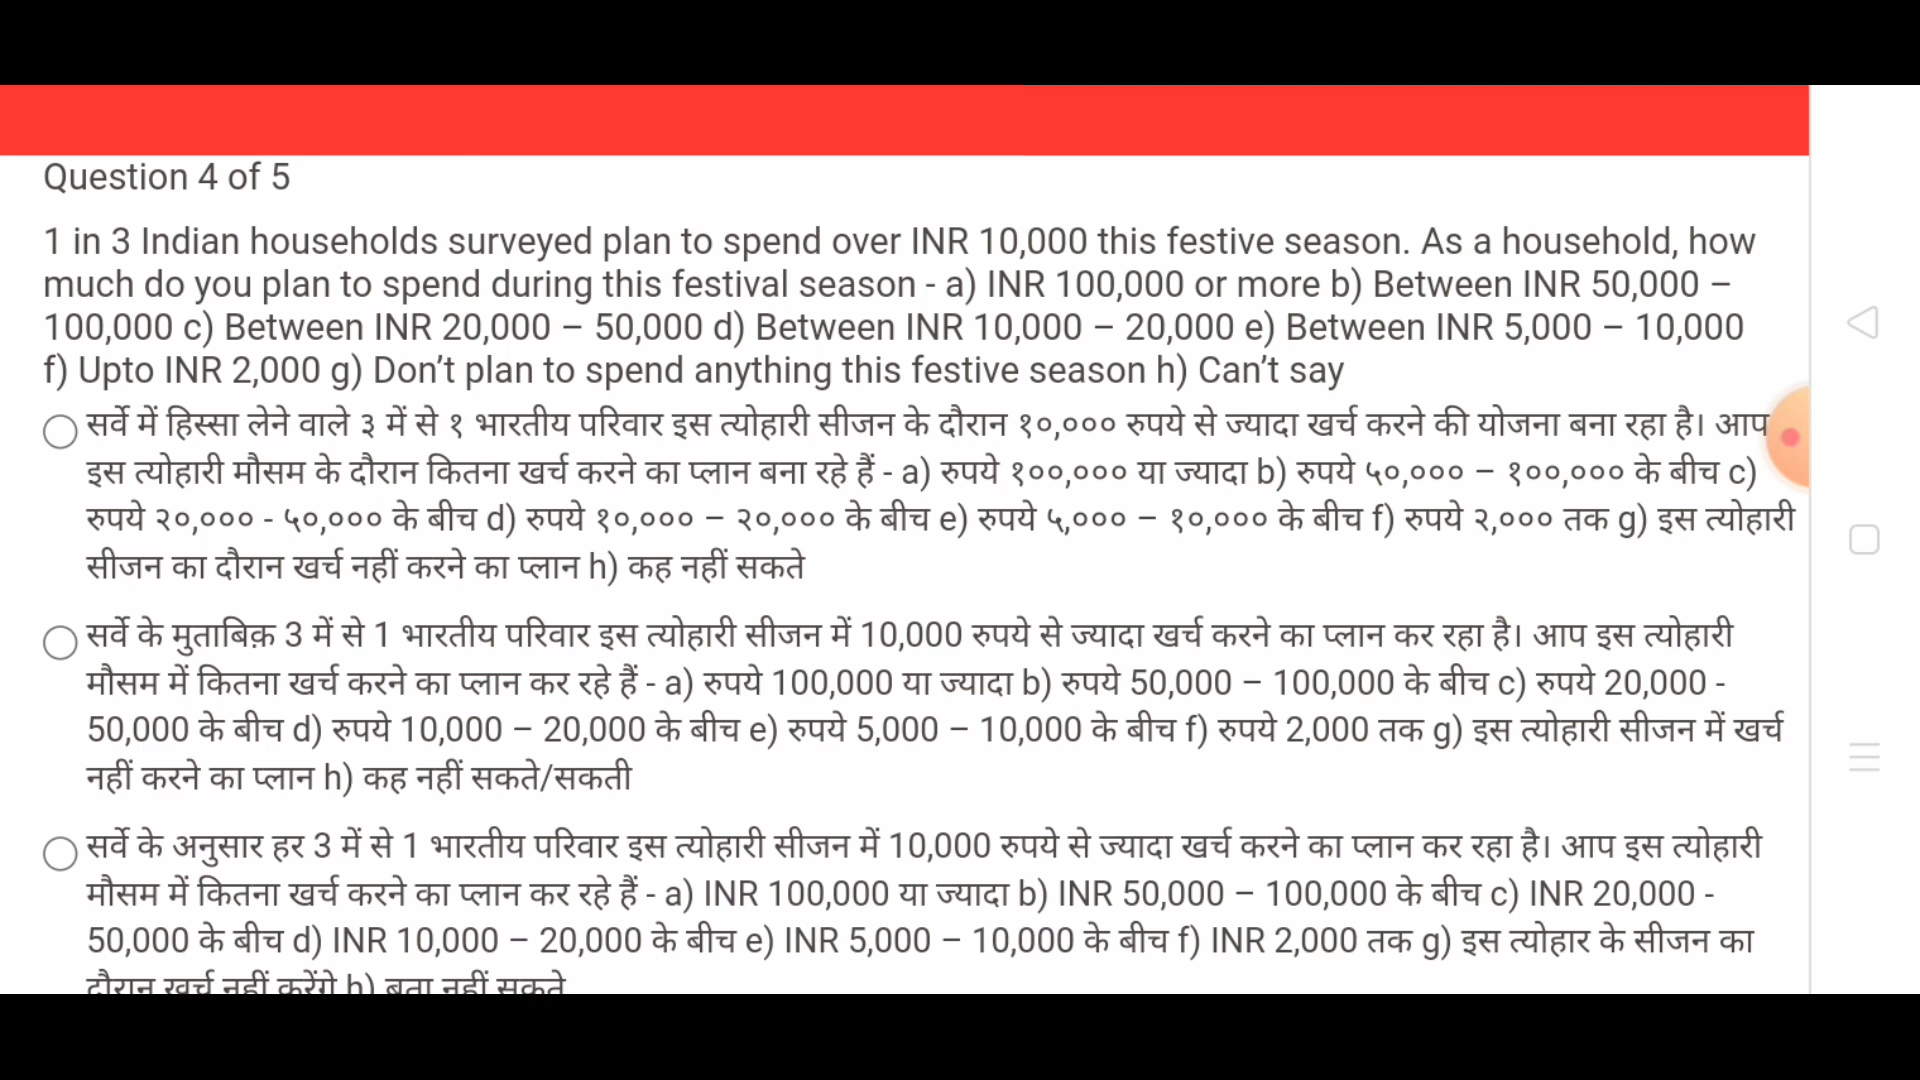 Question 4 of 5
1 in 3 Indian households surveyed plan to spend over INR 10,000 this festive season. As a household, how
much do you plan to spend during this festival season - a) INR 100,000 or more b) Between INR 50,000 –
100,000 c) Between INR 20,000 – 50,000 d) Between INR 10,000 – 20,000 e) Between INR 5,000 – 10,000
f) Upto INR 2,000 g) Don’t plan to spend anything this festive season h) Can’t say
सर्वे में हिस्सा लेने वाले ३ में से १ भारतीय परिवार इस त्योहारी सीजन के दौरान १०,००० रुपये से ज्यादा खर्च करने की योजना बना रहा है। आप
इस त्योहारी मौसम के दौरान कितना खर्च करने का प्लान बना रहे हैं - a) रुपये १००,००० या ज्यादा b) रुपये ५०,००० – १००,००० के बीच c)
रुपये २०,००० - ५०,००० के बीच d) रुपये १०,००० – २०,००० के बीच e) रुपये ५,००० – १०,००० के बीच f) रुपये २,००० तक g) इस त्योहारी
सीजन का दौरान खर्च नहीं करने का प्लान h) कह नहीं सकते
सर्वे के मुताबिक़ 3 में से 1 भारतीय परिवार इस त्योहारी सीजन में 10,000 रुपये से ज्यादा खर्च करने का प्लान कर रहा है। आप इस त्योहारी
मौसम में कितना खर्च करने का प्लान कर रहे हैं - a) रुपये 100,000 या ज्यादा b) रुपये 50,000 – 100,000 के बीच c) रुपये 20,000 -
50,000 के बीच d) रुपये 10,000 – 20,000 के बीच e) रुपये 5,000 – 10,000 के बीच f) रुपये 2,000 तक g) इस त्योहारी सीजन में खर्च
नहीं करने का प्लान h) कह नहीं सकते/सकती
सर्वे के अनुसार हर 3 में से 1 भारतीय परिवार इस त्योहारी सीजन में 10,000 रुपये से ज्यादा खर्च करने का प्लान कर रहा है। आप इस त्योहारी
मौसम में कितना खर्च करने का प्लान कर रहे हैं - a) INR 100,000 या ज्यादा b) INR 50,000 – 100,000 के बीच c) INR 20,000 -
50,000 के बीच d) INR 10,000 – 20,000 के बीच e) INR 5,000 – 10,000 के बीच f) INR 2,000 तक g) इस त्योहार के सीजन का
दौरान खर्च नहीं करेंगे h) बता नहीं सकते